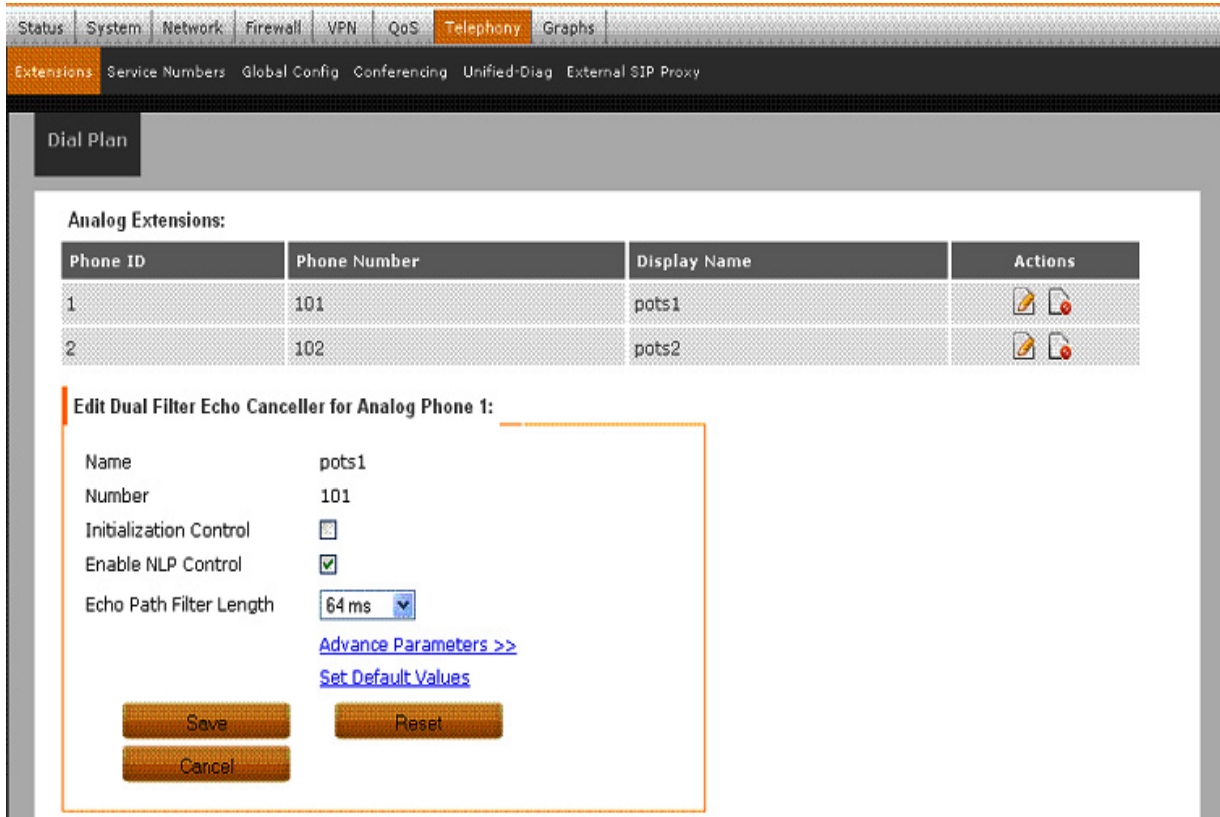 Status System Network Firewall VPN QoS Telephony Graphs
Extensions Service Numbers Global Config Conferencing Unified-Diag External SIP Proxy
Dial Plan
Analog Extensions:
Phone ID Phone Number Display Name Actions
1 101 pots1
2 102 pots2
Edit Dual Filter Echo Canceller for Analog Phone 1:
Name pots1
Number 101
Initialization Control
Enable NLP Control
Echo Path Filter Length 64 ms
Advance Parameters >>
Set Default Values
Save Reset
Cancel